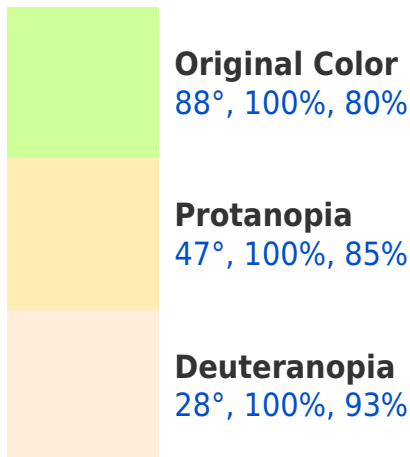 Original Color
88°, 100%, 80%
Protanopia
47°, 100%, 85%
Deuteranopia
28°, 100%, 93%